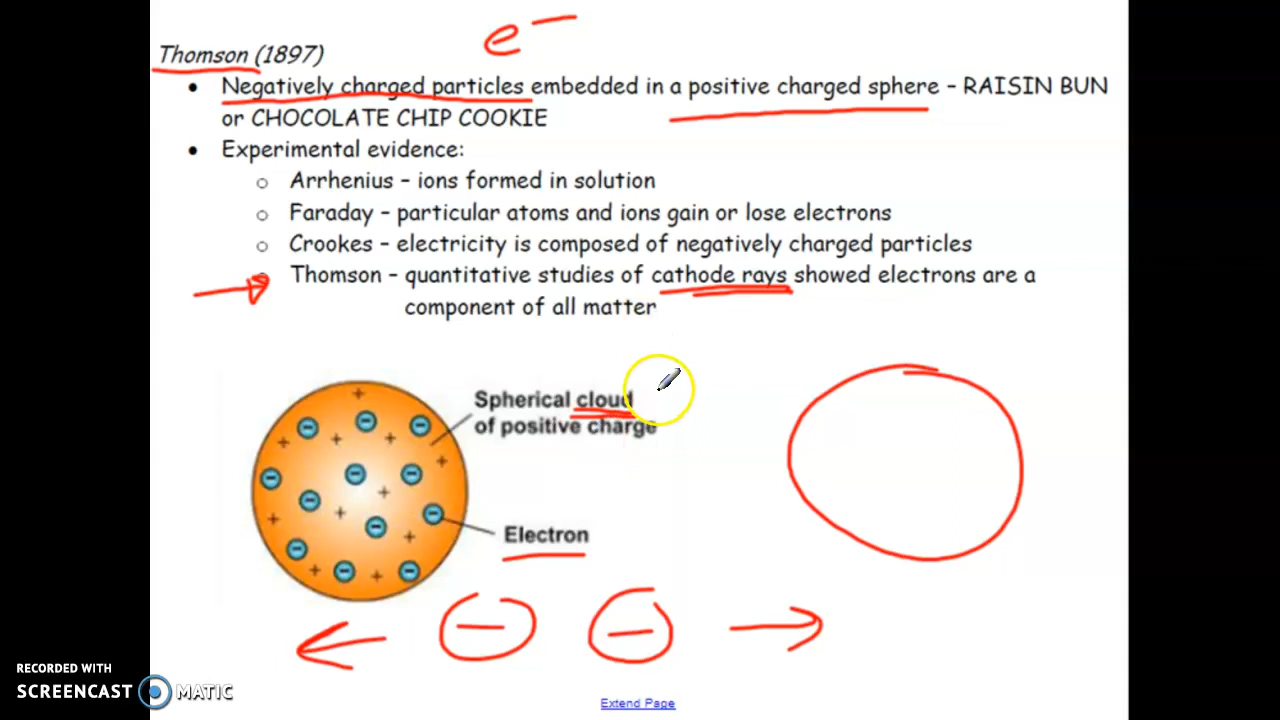 e⁻
Thomson (1897)
• Negatively charged particles embedded in a positive charged sphere – RAISIN BUN
or CHOCOLATE CHIP COOKIE
• Experimental evidence:
o Arrhenius – ions formed in solution
o Faraday – particular atoms and ions gain or lose electrons
o Crookes – electricity is composed of negatively charged particles
o Thomson – quantitative studies of cathode rays showed electrons are a
component of all matter
Spherical cloud
of positive charge
Electron
RECORDED WITH
SCREENCAST MATIC
Extend Page